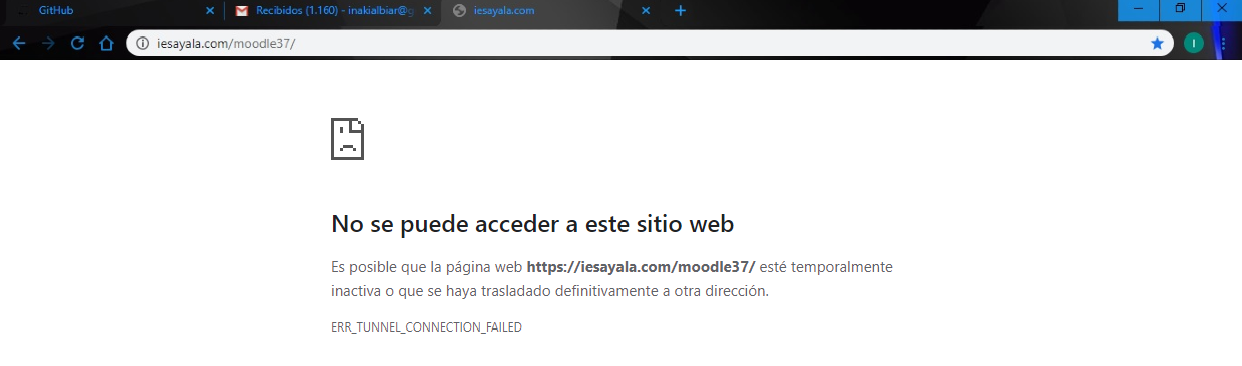 GitHub
Recibidos (1.160) - inakialbiar@g
iesayala.com
iesayala.com/moodle37/
I
No se puede acceder a este sitio web
Es posible que la página web https://iesayala.com/moodle37/ esté temporalmente
inactiva o que se haya trasladado definitivamente a otra dirección.
ERR_TUNNEL_CONNECTION_FAILED